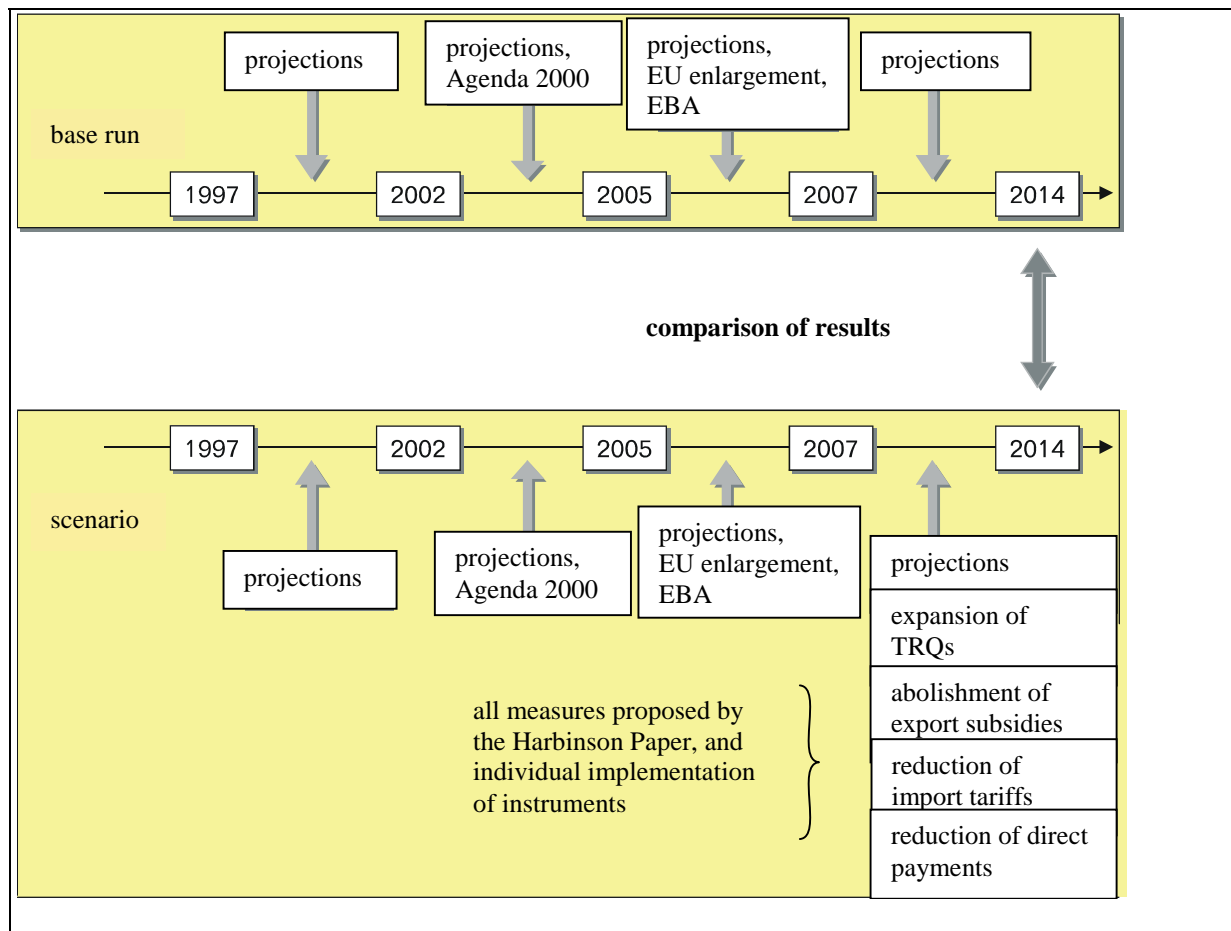 projections
projections,
Agenda 2000
projections,
EU enlargement,
EBA
projections
base run
1997
2002
2005
2007
2014
comparison of results
1997
2002
2005
2007
2014
scenario
projections
projections,
Agenda 2000
projections,
EU enlargement,
EBA
projections
expansion of
TRQs
abolishment of
export subsidies
reduction of
import tariffs
reduction of direct
payments
all measures proposed by
the Harbinson Paper, and
individual implementation
of instruments